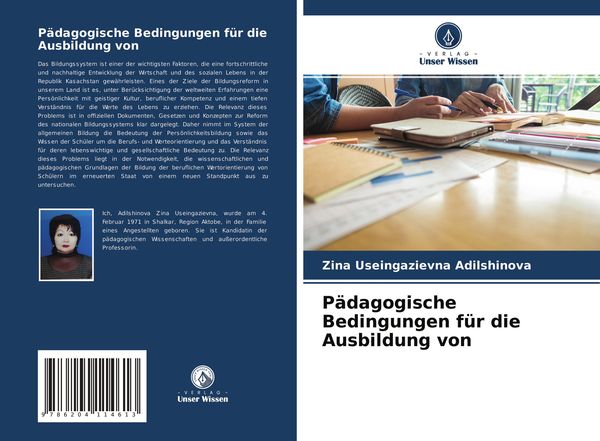 Pädagogische Bedingungen für die
Ausbildung von
Das Bildungssystem ist einer der wichtigsten Faktoren, die eine fortschrittliche
und nachhaltige Entwicklung der Wirtschaft und des sozialen Lebens in der
Republik Kasachstan gewährleisten. Eines der Ziele der Bildungsreform in
unserem Land ist es, unter Berücksichtigung der weltweiten Erfahrungen eine
Persönlichkeit mit geistiger Kultur, beruflicher Kompetenz und einem tiefen
Verständnis für die Werte des Lebens zu erziehen. Die Relevanz dieses
Problems ist in offiziellen Dokumenten, Gesetzen und Konzepten zur Reform
des nationalen Bildungssystems klar dargelegt. Daher nimmt im System der
allgemeinen Bildung die Bedeutung der Persönlichkeitsbildung sowie das
Wissen der Schüler um die Berufs- und Werteorientierung und das Verständnis
für deren lebenswichtige und gesellschaftliche Bedeutung zu. Die Relevanz
dieses Problems liegt in der Notwendigkeit, die wissenschaftlichen und
pädagogischen Grundlagen der Bildung der beruflichen Wertorientierung von
Schülern im erneuerten Staat von einem neuen Standpunkt aus zu
untersuchen.
Ich, Adilshinova Zina Useingazievna, wurde am 4.
Februar 1971 in Shalkar, Region Aktobe, in der Familie
eines Angestellten geboren. Sie ist Kandidatin der
pädagogischen Wissenschaften und außerordentliche
Professorin.
9 786204 114613
VERLAG
Unser Wissen
VERLAG
Unser Wissen
Zina Useingazievna Adilshinova
Pädagogische
Bedingungen für die
Ausbildung von